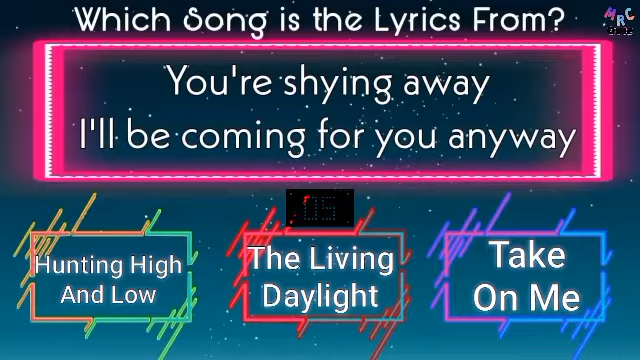 Which Song is the Lyrics From?
MRC
You're shying away
I'll be coming for you anyway
Hunting High
And Low
The Living
Daylight
Take
On Me